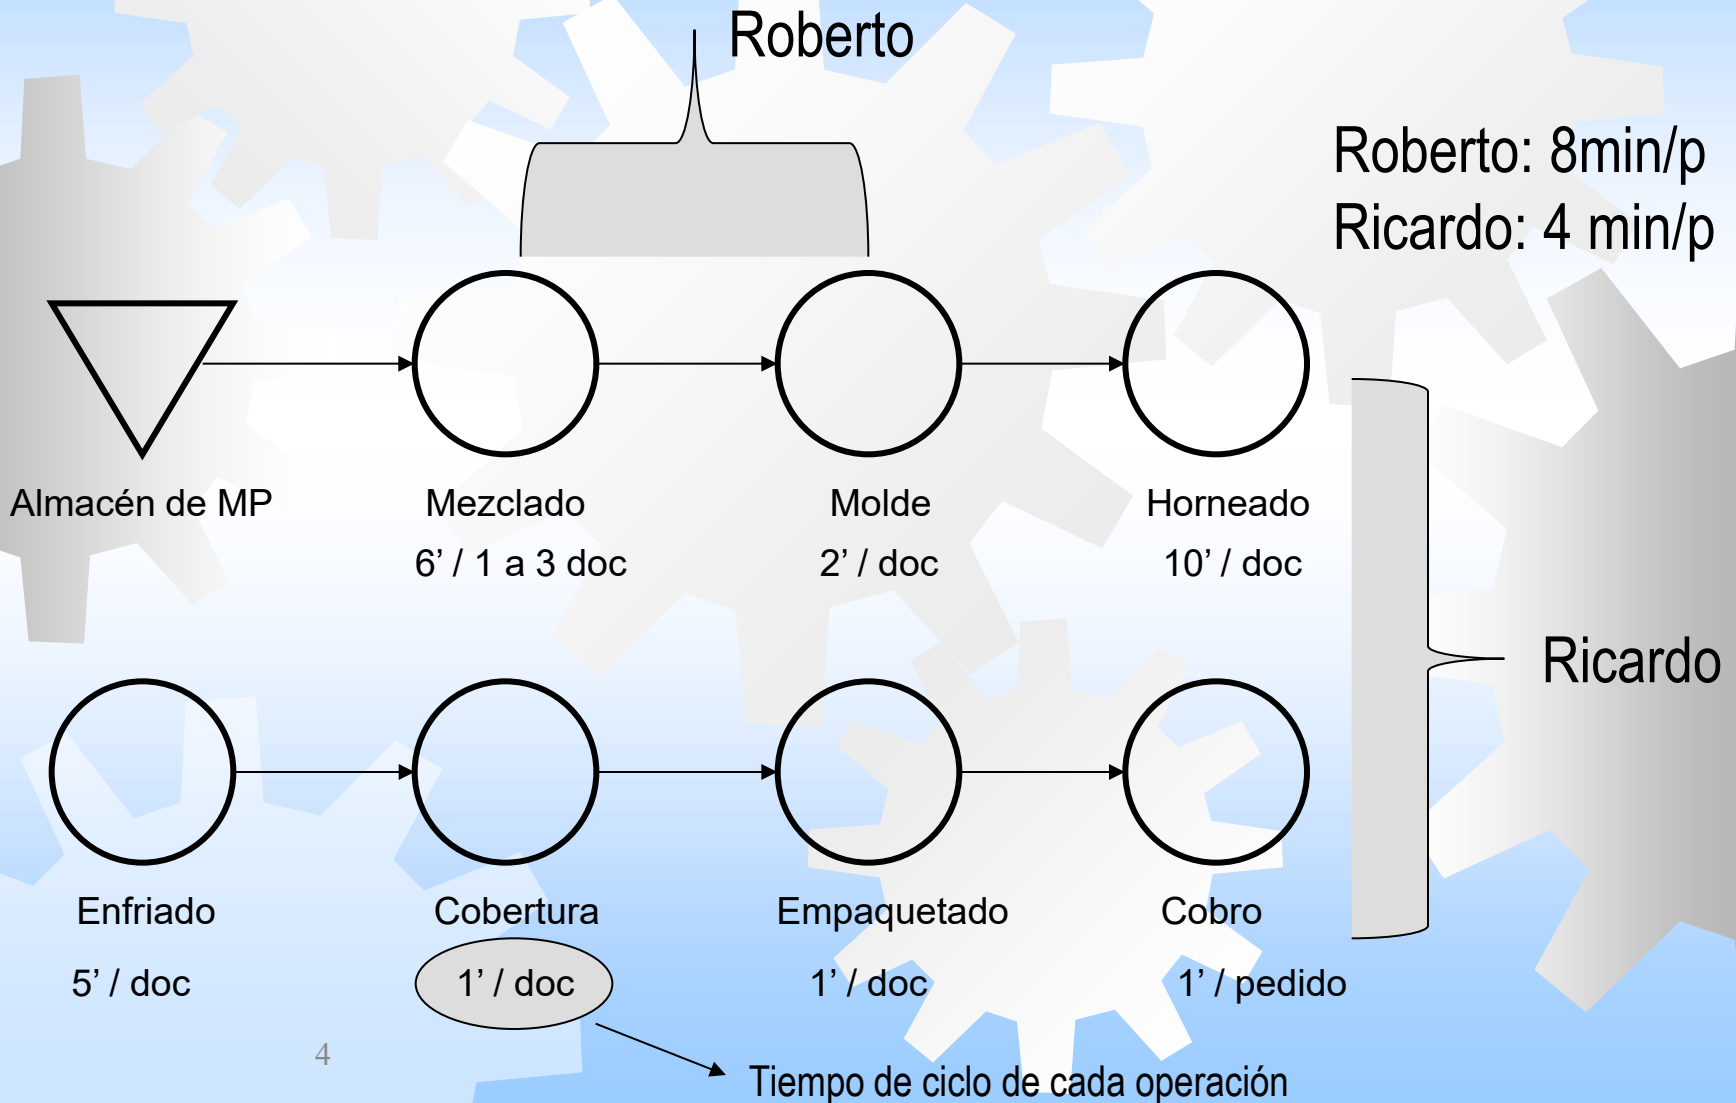 Roberto
Roberto: 8min/p
Ricardo: 4 min/p
Almacén de MP
Mezclado
Molde
Horneado
6’ / 1 a 3 doc
2’ / doc
10’ / doc
Ricardo
Enfriado
Cobertura
Empaquetado
Cobro
5’ / doc
1’ / doc
1’ / doc
1’ / pedido
4
Tiempo de ciclo de cada operación